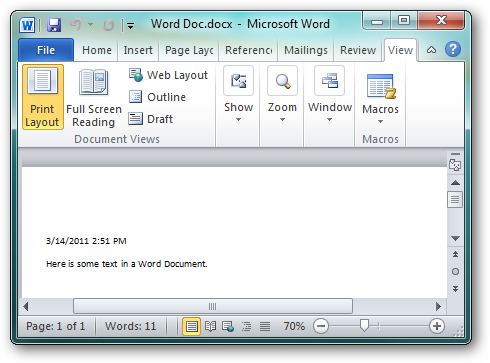 Word Doc.docx - Microsoft Word
File Home Insert Page Layc Referenc Mailings Review View
Print Layout
Full Screen Reading
Web Layout
Outline
Draft
Document Views
Show
Zoom
Window
Macros
Macros
3/14/2011 2:51 PM
Here is some text in a Word Document.
Page: 1 of 1 Words: 11 70%